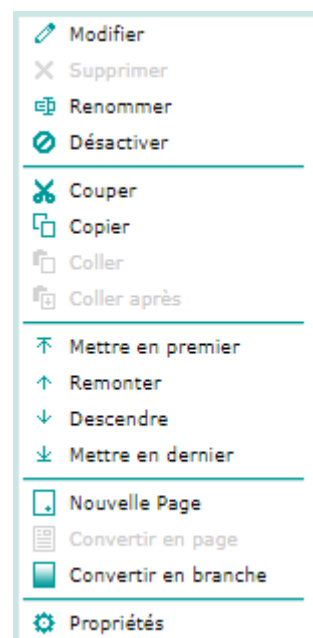 Modifier
Supprimer
Renommer
Désactiver
Couper
Copier
Coller
Coller après
Mettre en premier
Remonter
Descendre
Mettre en dernier
Nouvelle Page
Convertir en page
Convertir en branche
Propriétés